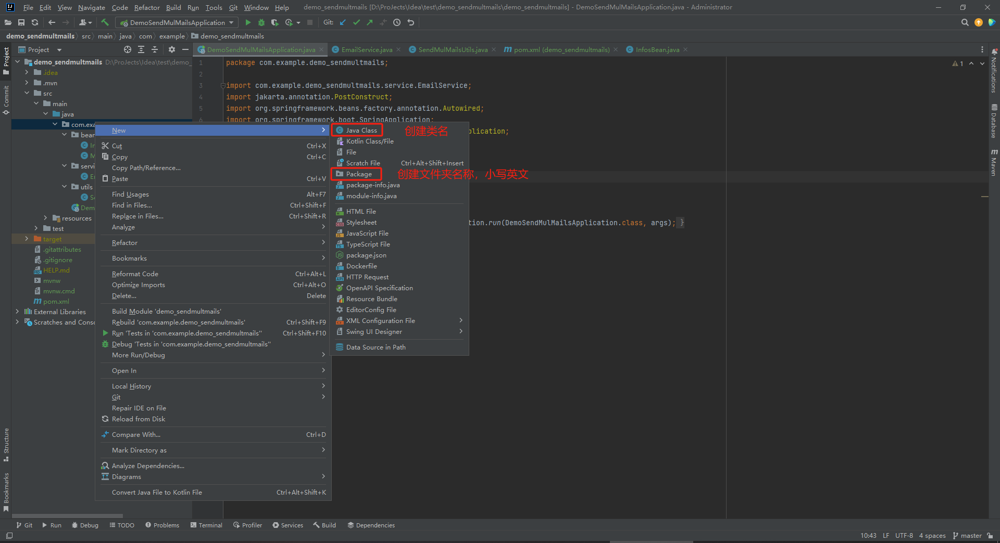 File Edit View Navigate Code Refactor Build Run Tools Git Window Help demo_sendmultmails [D:\ProJects\Idea\test\demo_sendmultmails\demo_sendmultmails] - DemoSendMulMailsApplication.java - Administrator
DemoSendMulMailsApplication Git:
demo_sendmultmails src main java com example demo_sendmultmails
Project
DemoSendMulMailsApplication.java EmailService.java SendMulMailsUtils.java pom.xml (demo_sendmultmails) InfosBean.java
demo_sendmultmails D:\ProJects\Idea\test\demo_
.idea
.mvn
src
main
java
com.exa
bean
In
M
servi
E
utils
Se
Dem
resources
test
target
.gitattributes
.gitignore
HELP.md
mvnw
mvnw.cmd
pom.xml
External Libraries
Scratches and Conso
1 package com.example.demo_sendmultmails;
2
3 import com.example.demo_sendmultmails.service.EmailService;
4 import jakarta.annotation.PostConstruct;
5 import org.springframework.beans.factory.annotation.Autowired;
6 import org.springframework.boot.SpringApplication;
plication;
tion.run(DemoSendMulMailsApplication.class, args); }
1
New
Cut Ctrl+X
Copy Ctrl+C
Copy Path/Reference...
Paste Ctrl+V
Find Usages Alt+F7
Find in Files... Ctrl+Shift+F
Replace in Files... Ctrl+Shift+R
Analyze
Refactor
Bookmarks
Reformat Code Ctrl+Alt+L
Optimize Imports Ctrl+Alt+O
Delete... Delete
Build Module 'demo_sendmultmails'
Rebuild 'com.example.demo_sendmultmails' Ctrl+Shift+F9
Run 'Tests in 'com.example.demo_sendmultmails'' Ctrl+Shift+F10
Debug 'Tests in 'com.example.demo_sendmultmails''
More Run/Debug
Open In
Local History
Git
Repair IDE on File
Reload from Disk
Compare With... Ctrl+D
Mark Directory as
Analyze Dependencies...
Diagrams
Convert Java File to Kotlin File Ctrl+Alt+Shift+K
Java Class 创建类名
Kotlin Class/File
File
Scratch File Ctrl+Alt+Shift+Insert
Package 创建文件夹名称，小写英文
package-info.java
module-info.java
HTML File
Stylesheet
JavaScript File
TypeScript File
package.json
Dockerfile
HTTP Request
OpenAPI Specification
Resource Bundle
EditorConfig File
XML Configuration File
Swing UI Designer
Data Source in Path
Project
Commit
Structure
Bookmarks
Notifications
Database
Maven
Git Run Debug TODO Problems Terminal Profiler Services Build Dependencies
10:43 LF UTF-8 4 spaces master